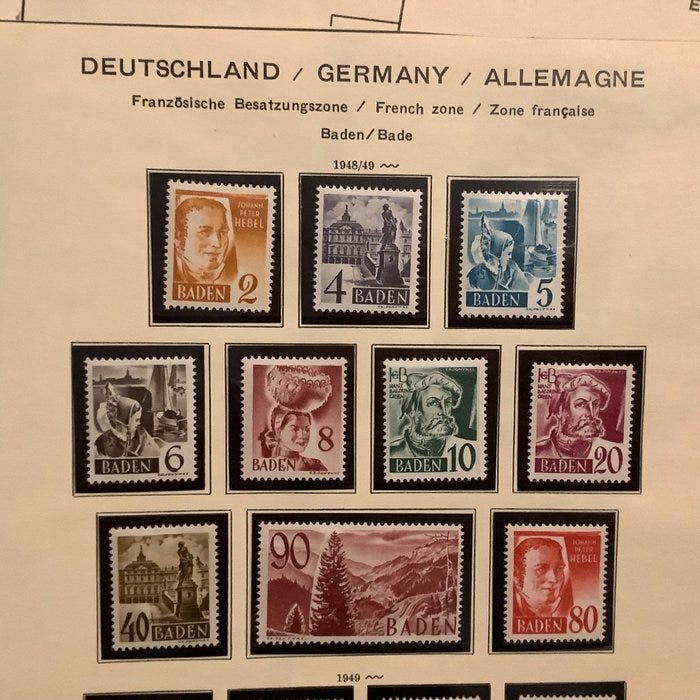 DEUTSCHLAND / GERMANY / ALLEMAGNE
Französische Besatzungszone / French zone / Zone française
Baden/Bade
1948/49
JOHANN
PETER
HEBEL
BADEN 2
4 BADEN
BADEN 5
BADEN 6
8
BADEN
HGB
HANS
BALDUNG
GRIEN
BADEN 10
HGB
HANS
BALDUNG
GRIEN
BADEN 20
40 BADEN
90
BADEN
JOHANN
PETER
HEBEL
BADEN 80
1949